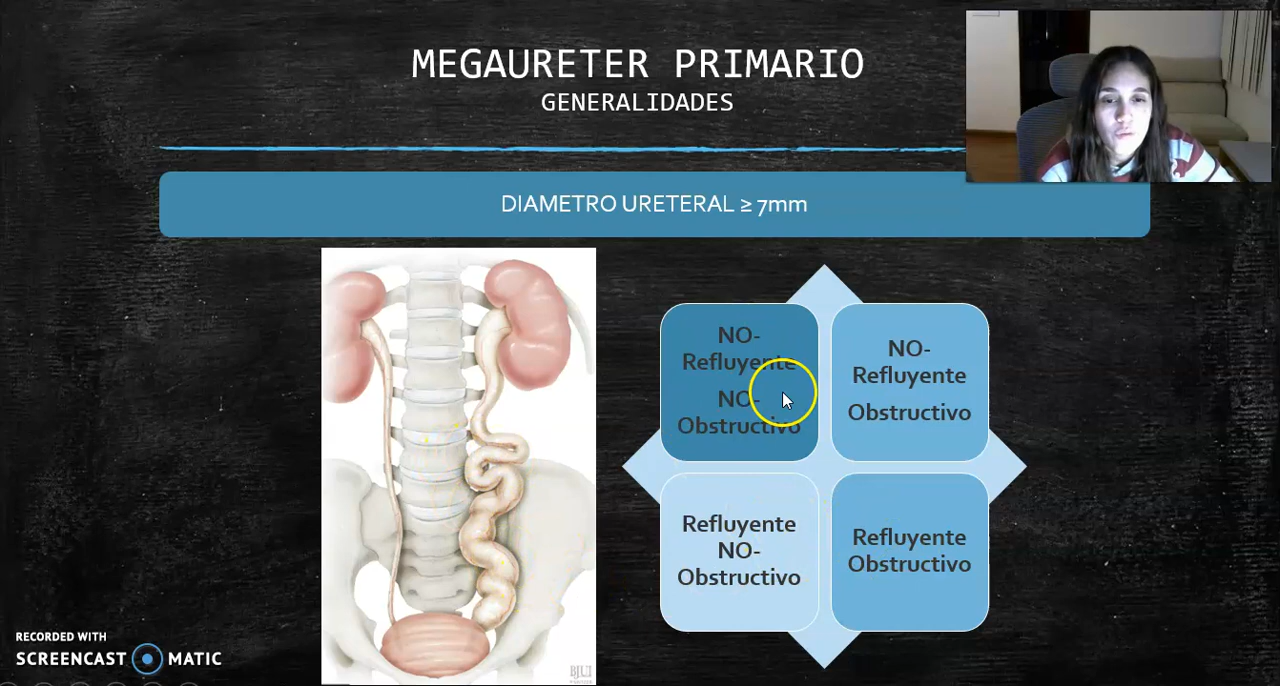 MEGAURETER PRIMARIO
GENERALIDADES
DIAMETRO URETERAL ≥ 7mm
NO-
Refluyente
NO-
Obstructivo
NO-
Refluyente
Obstructivo
Refluyente
NO-
Obstructivo
Refluyente
Obstructivo
RECORDED WITH
SCREENCAST MATIC
BJUI